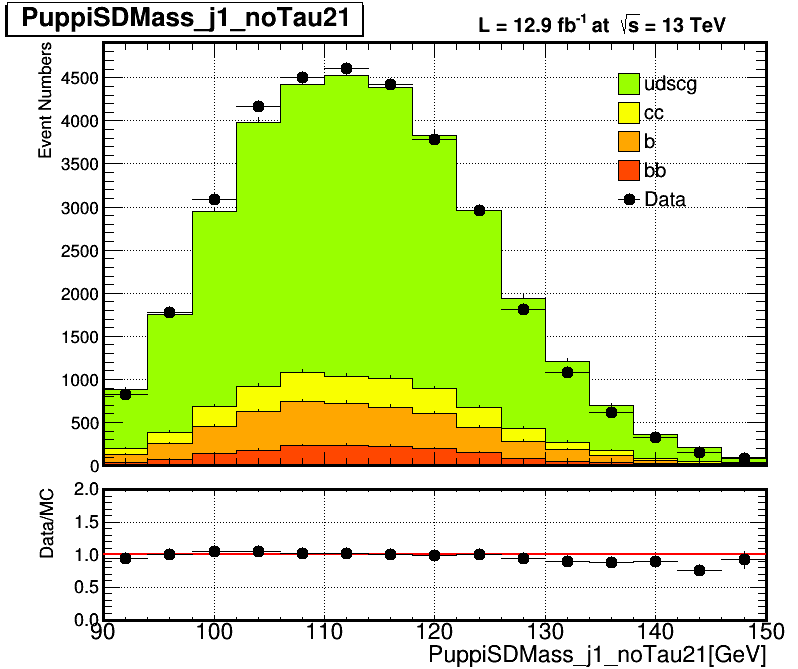 PuppiSDMass_j1_noTau21
L = 12.9 fb⁻¹ at √s = 13 TeV
Event Numbers
4500
4000
3500
3000
2500
2000
1500
1000
500
0
udscg
cc
b
bb
Data
Data/MC
2.0
1.5
1.0
0.5
0.0
90 100 110 120 130 140 150
PuppiSDMass_j1_noTau21[GeV]